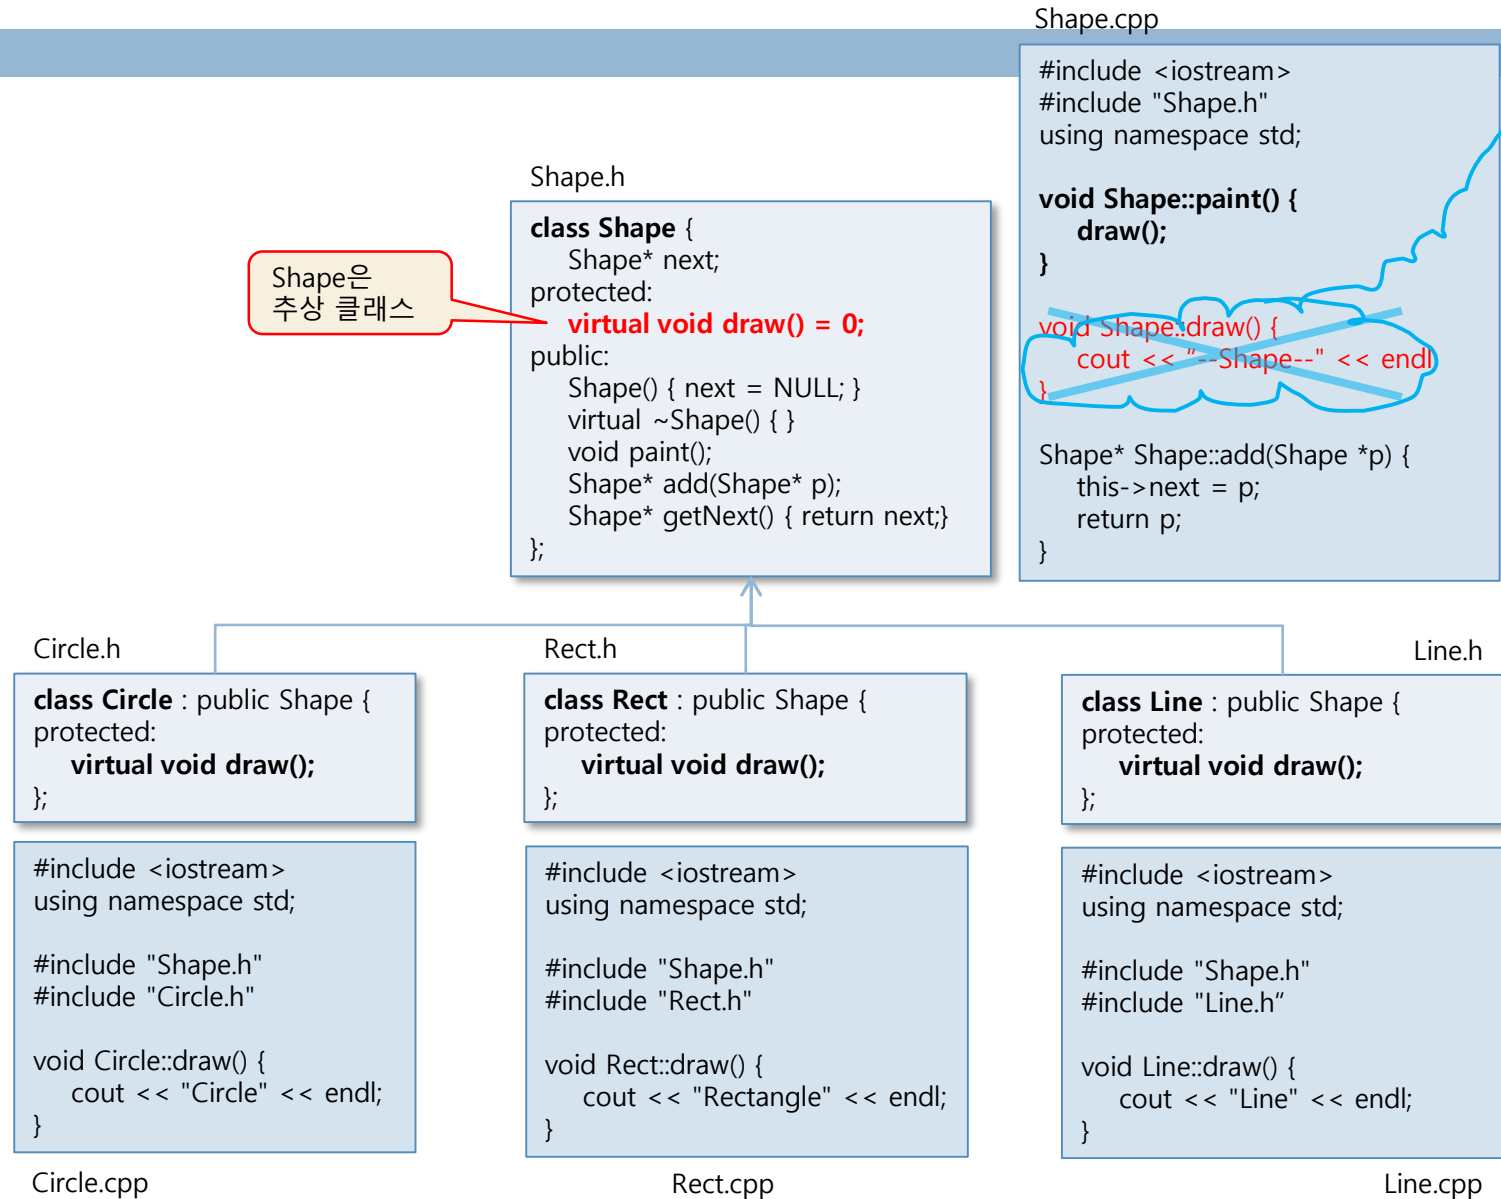 Shape.cpp
#include <iostream>
#include "Shape.h"
using namespace std;
void Shape::paint() {
draw();
}
void Shape::draw() {
cout << “--Shape--" << endl
}
Shape* Shape::add(Shape *p) {
this->next = p;
return p;
}
Shape.h
class Shape {
Shape* next;
protected:
virtual void draw() = 0;
public:
Shape() { next = NULL; }
virtual ~Shape() { }
void paint();
Shape* add(Shape* p);
Shape* getNext() { return next;}
};
Shape은
추상 클래스
Circle.h
class Circle : public Shape {
protected:
virtual void draw();
};
#include <iostream>
using namespace std;
#include "Shape.h"
#include "Circle.h"
void Circle::draw() {
cout << "Circle" << endl;
}
Circle.cpp
Rect.h
class Rect : public Shape {
protected:
virtual void draw();
};
#include <iostream>
using namespace std;
#include "Shape.h"
#include "Rect.h"
void Rect::draw() {
cout << "Rectangle" << endl;
}
Rect.cpp
Line.h
class Line : public Shape {
protected:
virtual void draw();
};
#include <iostream>
using namespace std;
#include "Shape.h"
#include "Line.h“
void Line::draw() {
cout << "Line" << endl;
}
Line.cpp